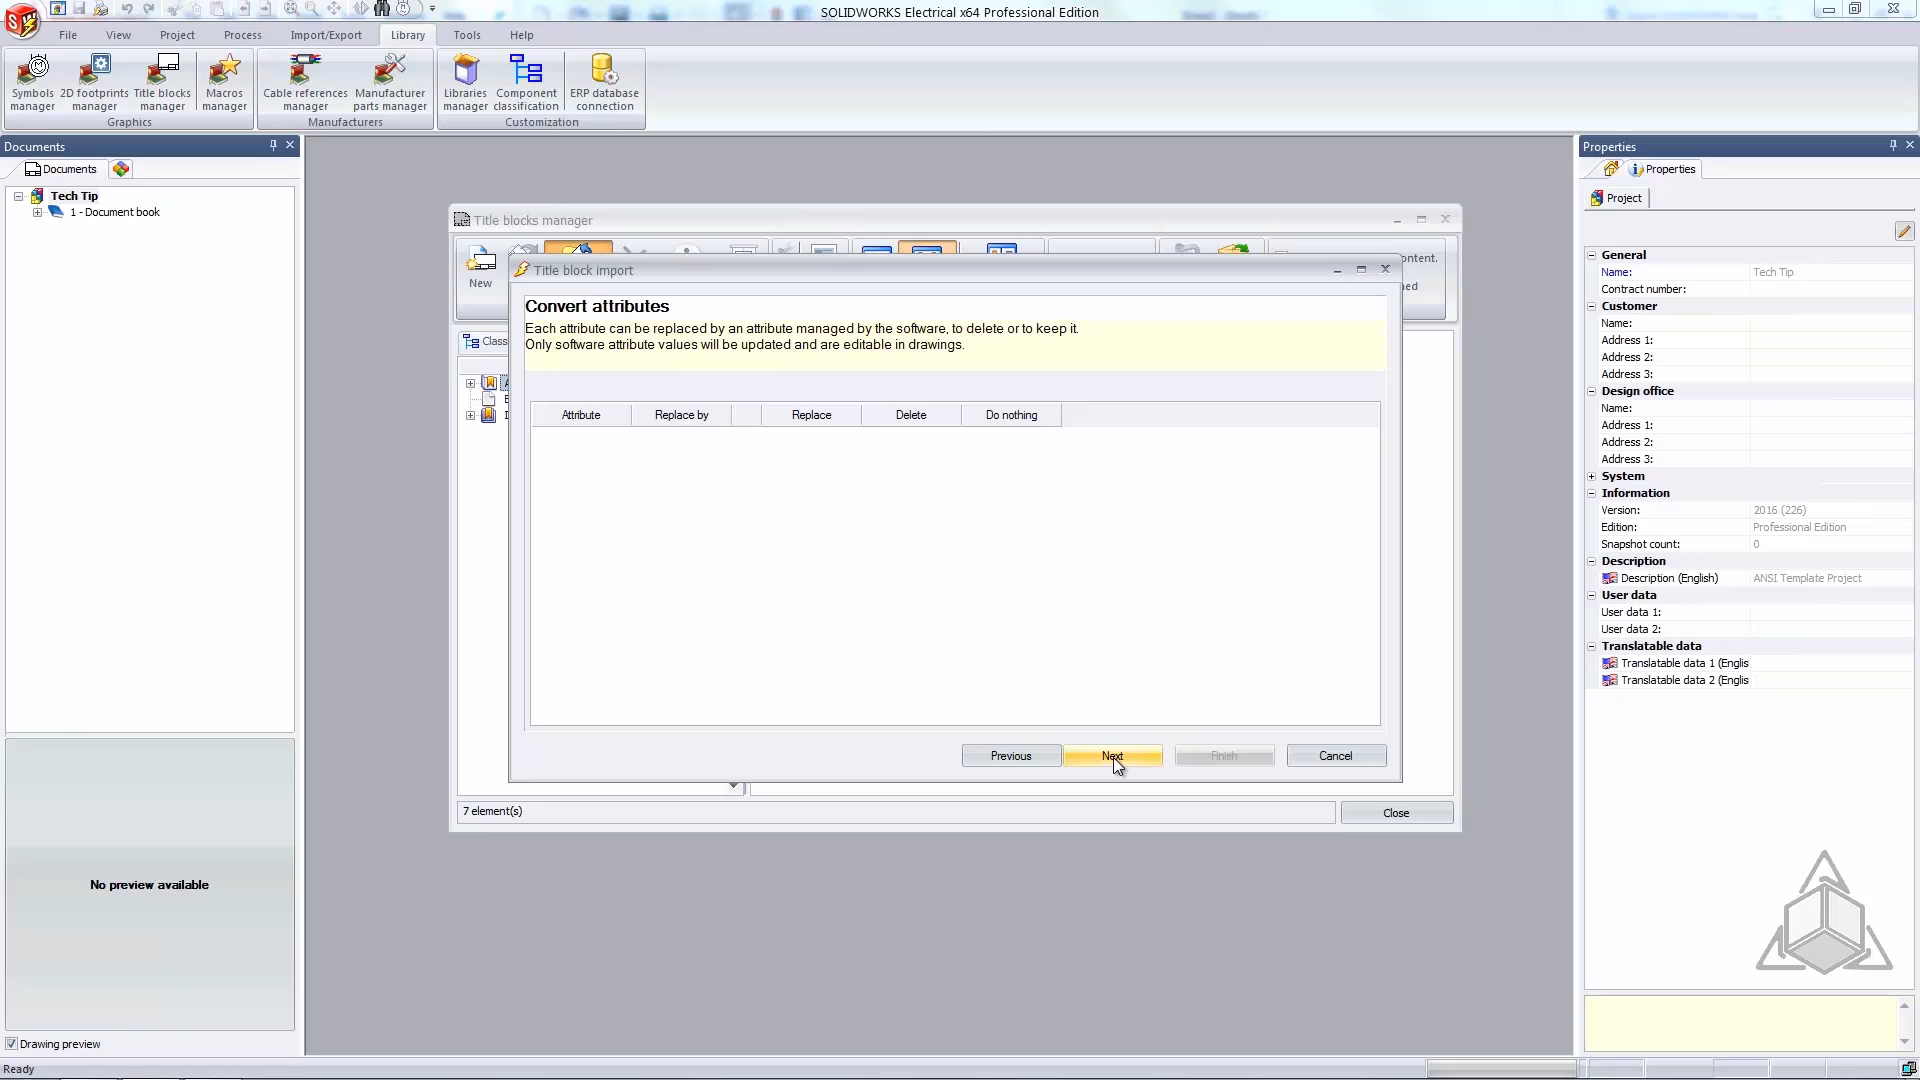 SOLIDWORKS Electrical x64 Professional Edition
File View Project Process Import/Export Library Tools Help
Symbols manager
2D footprints manager
Title blocks manager
Macros manager
Cable references manager
Manufacturer parts manager
Libraries manager
Component classification
ERP database connection
Graphics
Manufacturers
Customization
Documents
Documents
Tech Tip
1 - Document book
No preview available
Drawing preview
Ready
Title blocks manager
New
ontent.
Class
7 element(s)
Close
Title block import
Convert attributes
Each attribute can be replaced by an attribute managed by the software, to delete or to keep it.
Only software attribute values will be updated and are editable in drawings.
Attribute Replace by Replace Delete Do nothing
Previous Next Finish Cancel
Properties
Properties
Project
General
Name: Tech Tip
Contract number:
Customer
Name:
Address 1:
Address 2:
Address 3:
Design office
Name:
Address 1:
Address 2:
Address 3:
System
Information
Version: 2016 (226)
Edition: Professional Edition
Snapshot count: 0
Description
Description (English) ANSI Template Project
User data
User data 1:
User data 2:
Translatable data
Translatable data 1 (Englis
Translatable data 2 (Englis